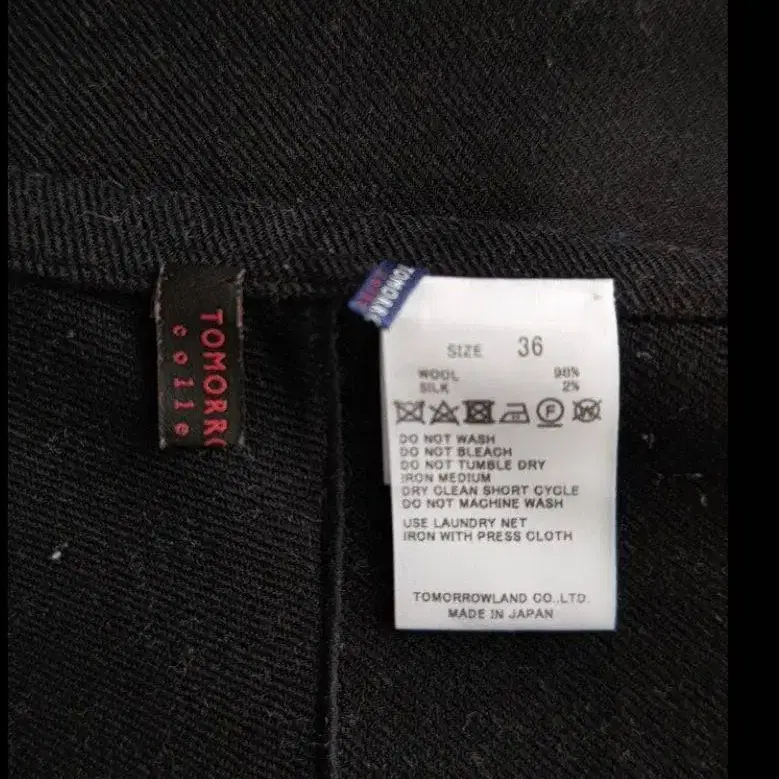 TOMORR
colle
TOMORR
SIZE 36
WOOL 98%
SILK 2%
F W
DO NOT WASH
DO NOT BLEACH
DO NOT TUMBLE DRY
IRON MEDIUM
DRY CLEAN SHORT CYCLE
DO NOT MACHINE WASH
USE LAUNDRY NET
IRON WITH PRESS CLOTH
TOMORROWLAND CO.,LTD.
MADE IN JAPAN